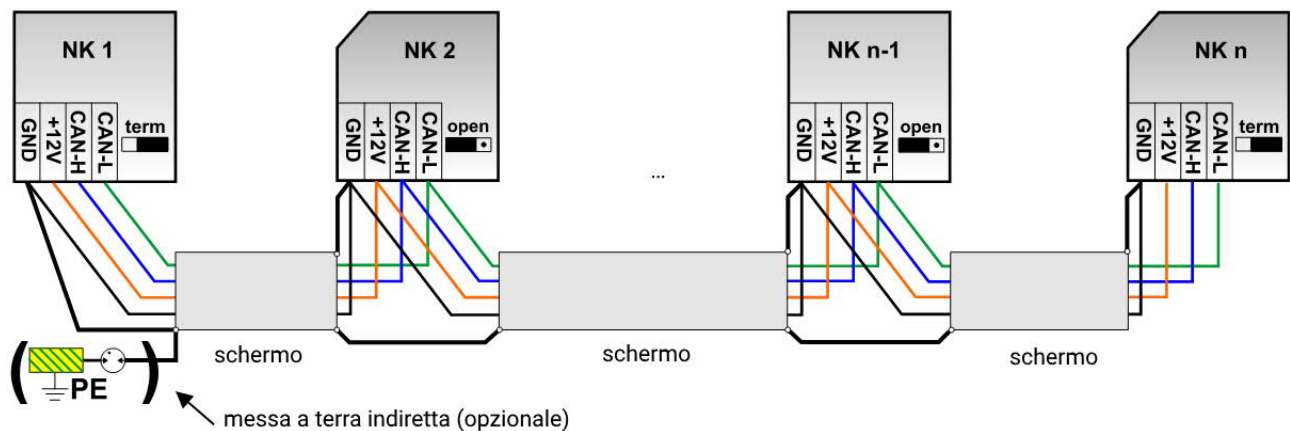 NK 1
NK 2
NK n-1
NK n
GND +12V CAN-H CAN-L term
GND +12V CAN-H CAN-L open
GND +12V CAN-H CAN-L open
GND +12V CAN-H CAN-L term
...
schermo
schermo
schermo
( PE )
messa a terra indiretta (opzionale)